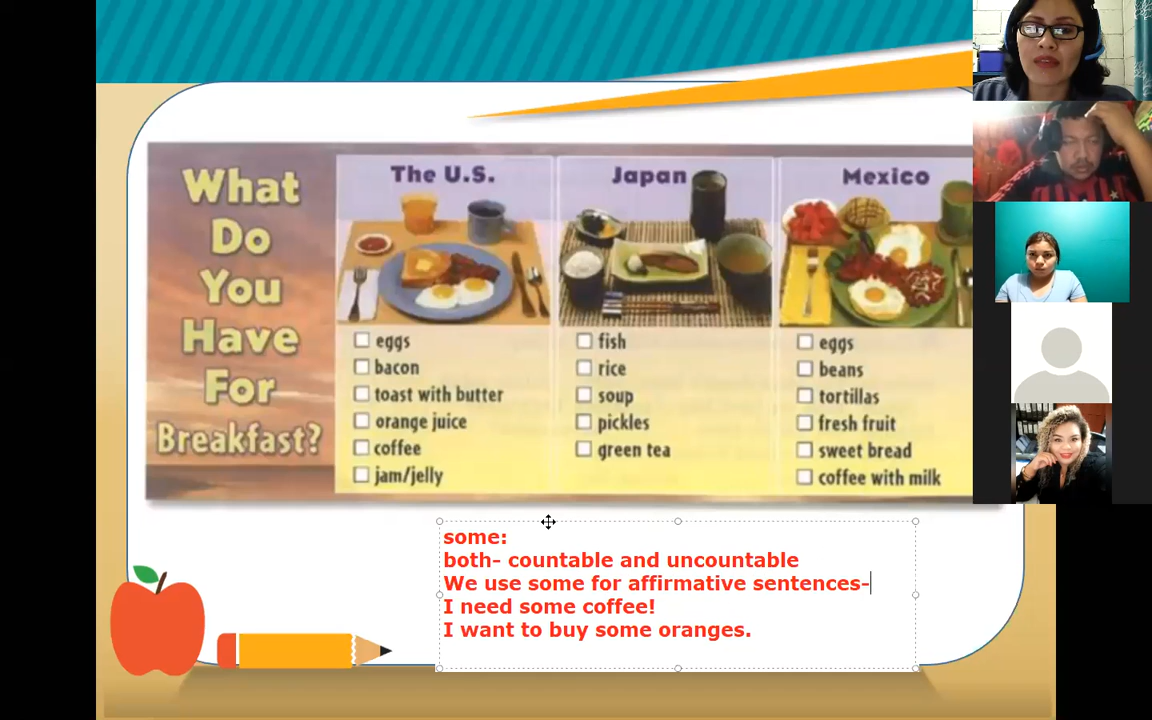 What
Do
You
Have
For
Breakfast?
The U.S.
eggs
bacon
toast with butter
orange juice
coffee
jam/jelly
Japan
fish
rice
soup
pickles
green tea
Mexico
eggs
beans
tortillas
fresh fruit
sweet bread
coffee with milk
some:
both- countable and uncountable
We use some for affirmative sentences-
I need some coffee!
I want to buy some oranges.